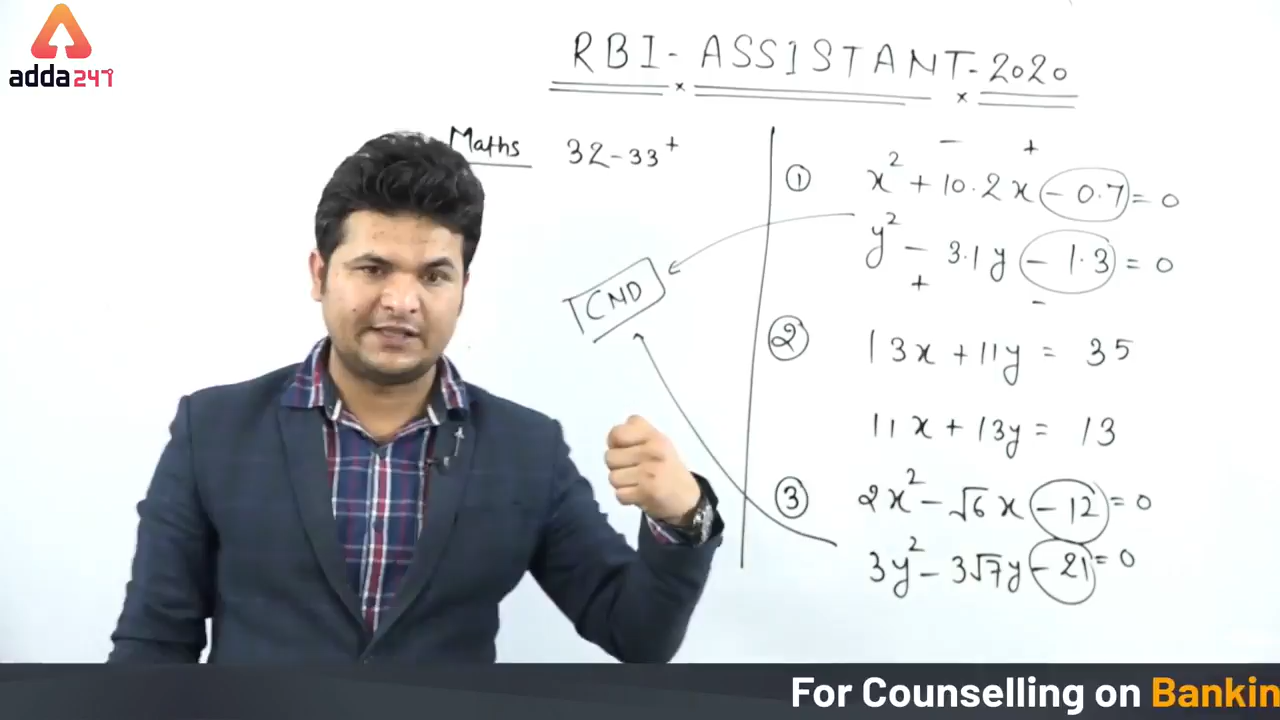 adda247
RBI - ASSISTANT - 2020
Maths 32-33+
① x² + 10.2x - 0.7 = 0
- +
y² - 3.1y - 1.3 = 0
+ -
CND
② 13x + 11y = 35
11x + 13y = 13
③ 2x² - √6x - 12 = 0
3y² - 3√7y - 21 = 0
For Counselling on Bankin